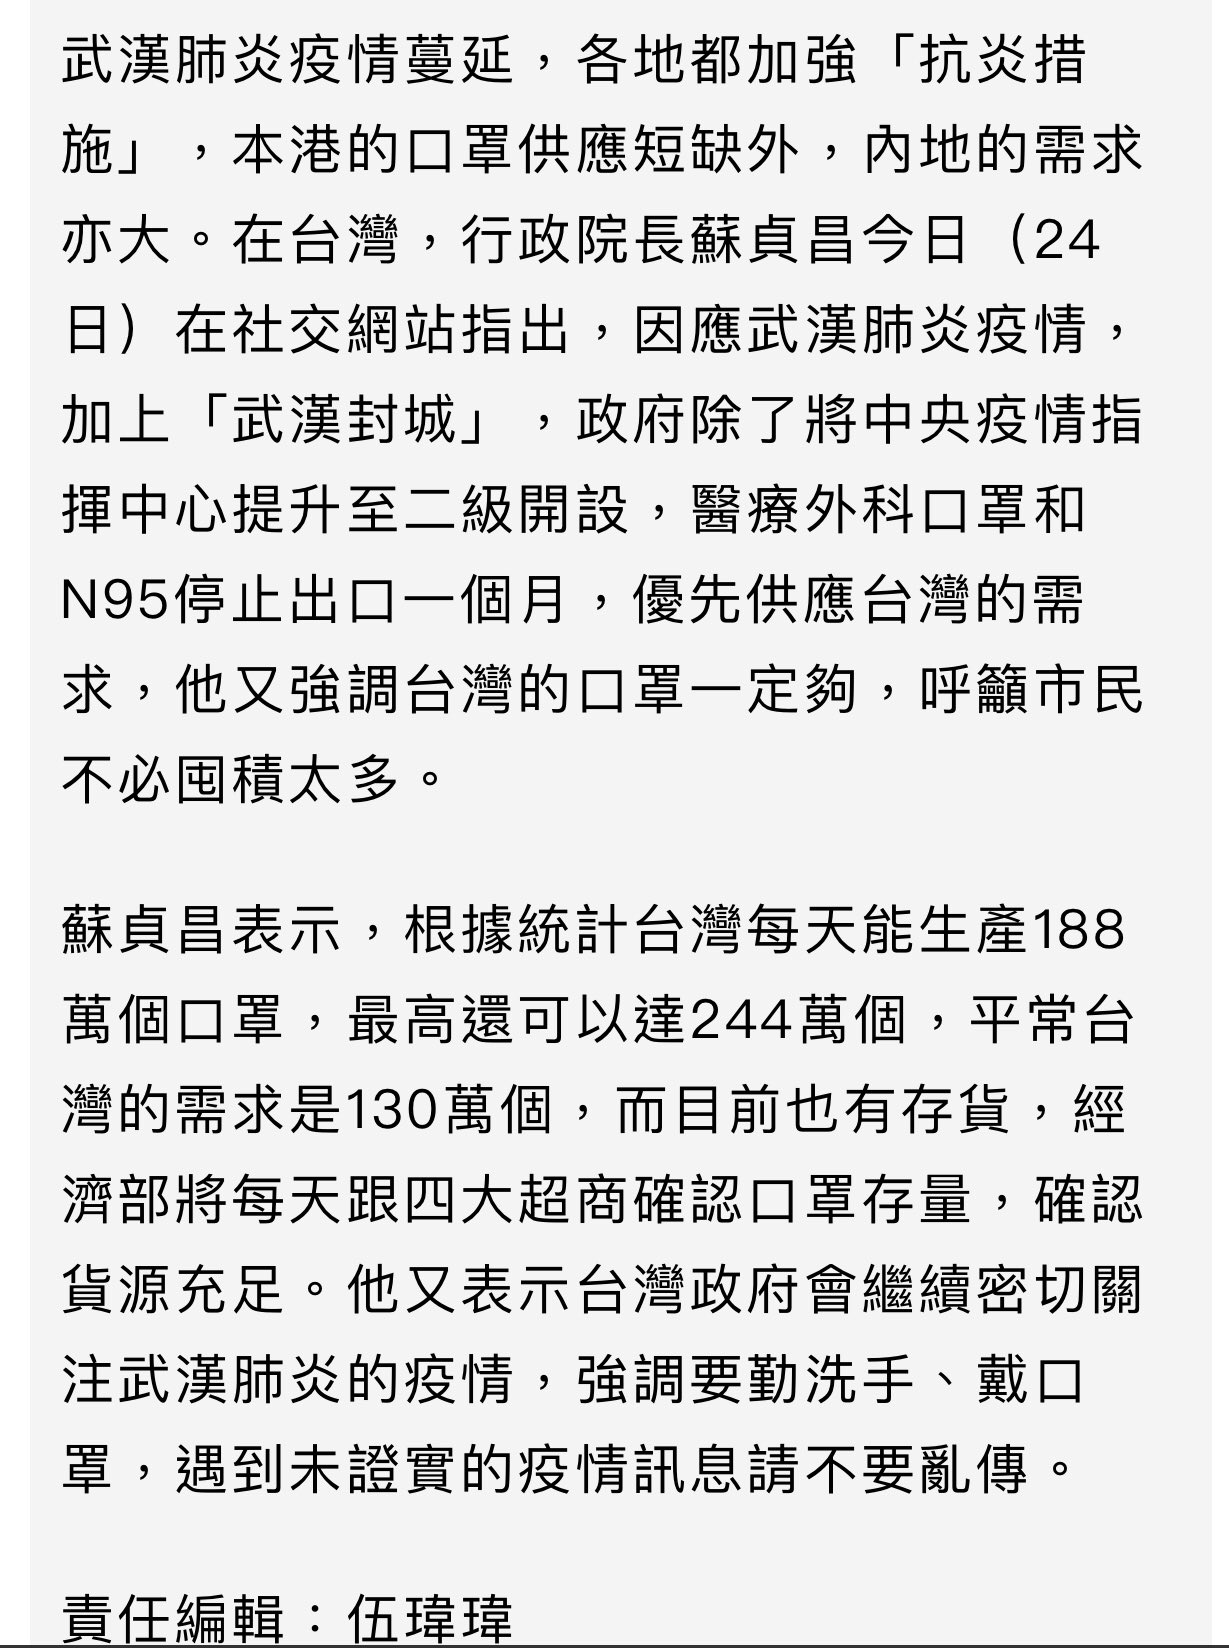 武漢肺炎疫情蔓延，各地都加強「抗炎措
施」，本港的口罩供應短缺外，內地的需求
亦大。在台灣，行政院長蘇貞昌今日（24
日）在社交網站指出，因應武漢肺炎疫情，
加上「武漢封城」，政府除了將中央疫情指
揮中心提升至二級開設，醫療外科口罩和
N95停止出口一個月，優先供應台灣的需
求，他又強調台灣的口罩一定夠，呼籲市民
不必囤積太多。
蘇貞昌表示，根據統計台灣每天能生產188
萬個口罩，最高還可以達244萬個，平常台
灣的需求是130萬個，而目前也有存貨，經
濟部將每天跟四大超商確認口罩存量，確認
貨源充足。他又表示台灣政府會繼續密切關
注武漢肺炎的疫情，強調要勤洗手、戴口
罩，遇到未證實的疫情訊息請不要亂傳。
責任編輯：伍瑋瑋